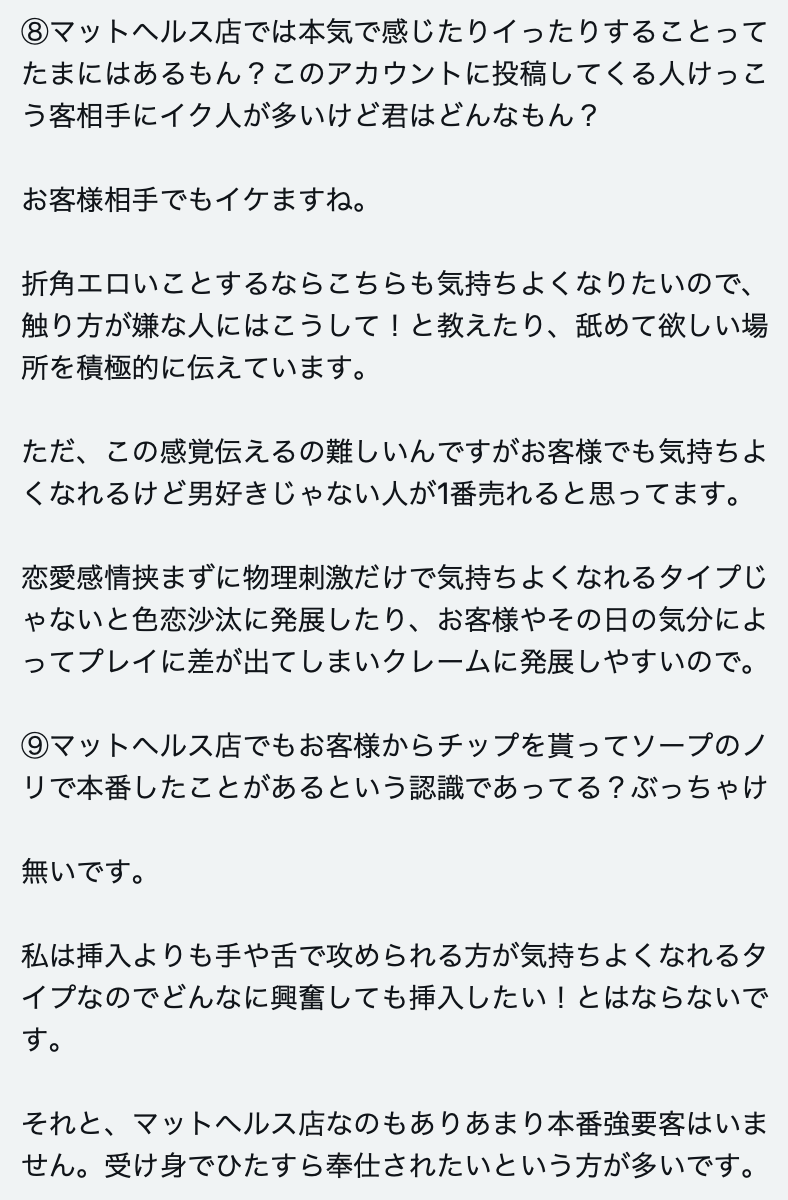 ⑧マットヘルス店では本気で感じたりイったりすることって
たまにはあるもん？このアカウントに投稿してくる人けっこ
う客相手にイク人が多いけど君はどんなもん？
お客様相手でもイケますね。
折角エロいことするならこちらも気持ちよくなりたいので、
触り方が嫌な人にはこうして！と教えたり、舐めて欲しい場
所を積極的に伝えています。
ただ、この感覚伝えるの難しいんですがお客様でも気持ちよ
くなれるけど男好きじゃない人が1番売れると思ってます。
恋愛感情挟まずに物理刺激だけで気持ちよくなれるタイプじ
ゃないと色恋沙汰に発展したり、お客様やその日の気分によ
ってプレイに差が出てしまいクレームに発展しやすいので。
⑨マットヘルス店でもお客様からチップを貰ってソープのノ
リで本番したことがあるという認識であってる？ぶっちゃけ
無いです。
私は挿入よりも手や舌で攻められる方が気持ちよくなれるタ
イプなのでどんなに興奮しても挿入したい！とはならないで
す。
それと、マットヘルス店なのもありあまり本番強要客はいま
せん。受け身でひたすら奉仕されたいという方が多いです。